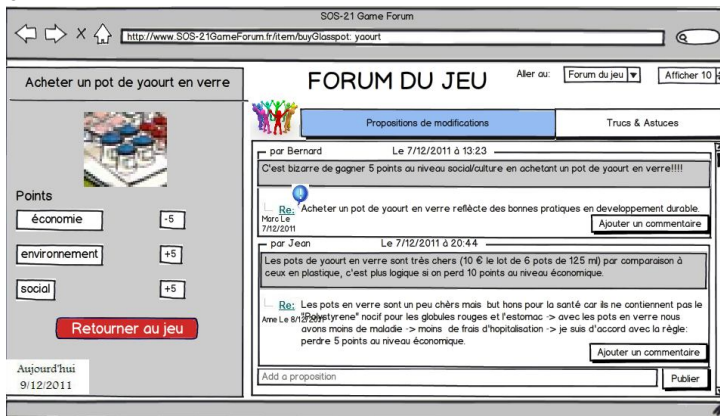 SOS-21 Game Forum
http://www.SOS-21GameForum.fr/item/buyGlasspot: yaourt
Acheter un pot de yaourt en verre
Points
économie -5
environnement +5
social +5
Retourner au jeu
Aujourd'hui
9/12/2011
FORUM DU JEU
Aller au: Forum du jeu Afficher 10
Propositions de modifications Trucs & Astuces
par Bernard Le 7/12/2011 à 13:23
C'est bizarre de gagner 5 points au niveau social/culture en achetant un pot de yaourt en verre!!!!
Re: Acheter un pot de yaourt en verre reflècte des bonnes pratiques en developpement durable.
Marc Le
7/12/2011
Ajouter un commentaire
par Jean Le 7/12/2011 à 20:44
Les pots de yaourt en verre sont très chers (10 € le lot de 6 pots de 125 ml) par comparaison à
ceux en plastique, c'est plus logique si on perd 10 points au niveau économique.
Re: Les pots en verre sont un peu chèrs mais but hons pour la santé car ils ne contiennent pas le
Anne Le 8/12/2011 "Polystyrene" nocif pour les globules rouges et l'estomac -> avec les pots en verre nous
avons moins de maladie -> moins de frais d'hopitalisation -> je suis d'accord avec la règle:
perdre 5 points au niveau économique.
Ajouter un commentaire
Add a proposition Publier